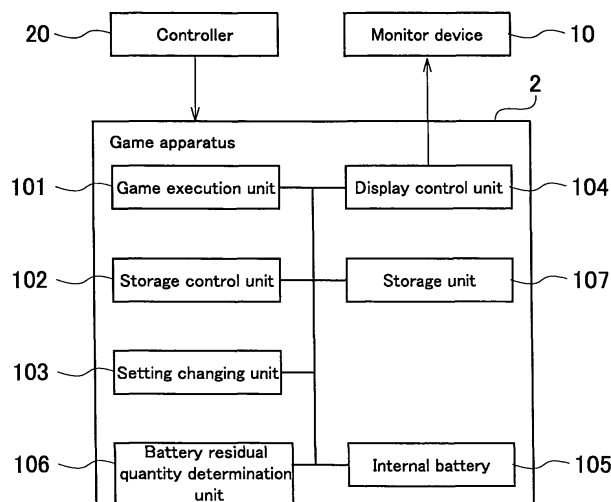 20
Controller
Monitor device
10
2
Game apparatus
101
Game execution unit
Display control unit
104
102
Storage control unit
Storage unit
107
103
Setting changing unit
106
Battery residual
quantity determination
unit
Internal battery
105